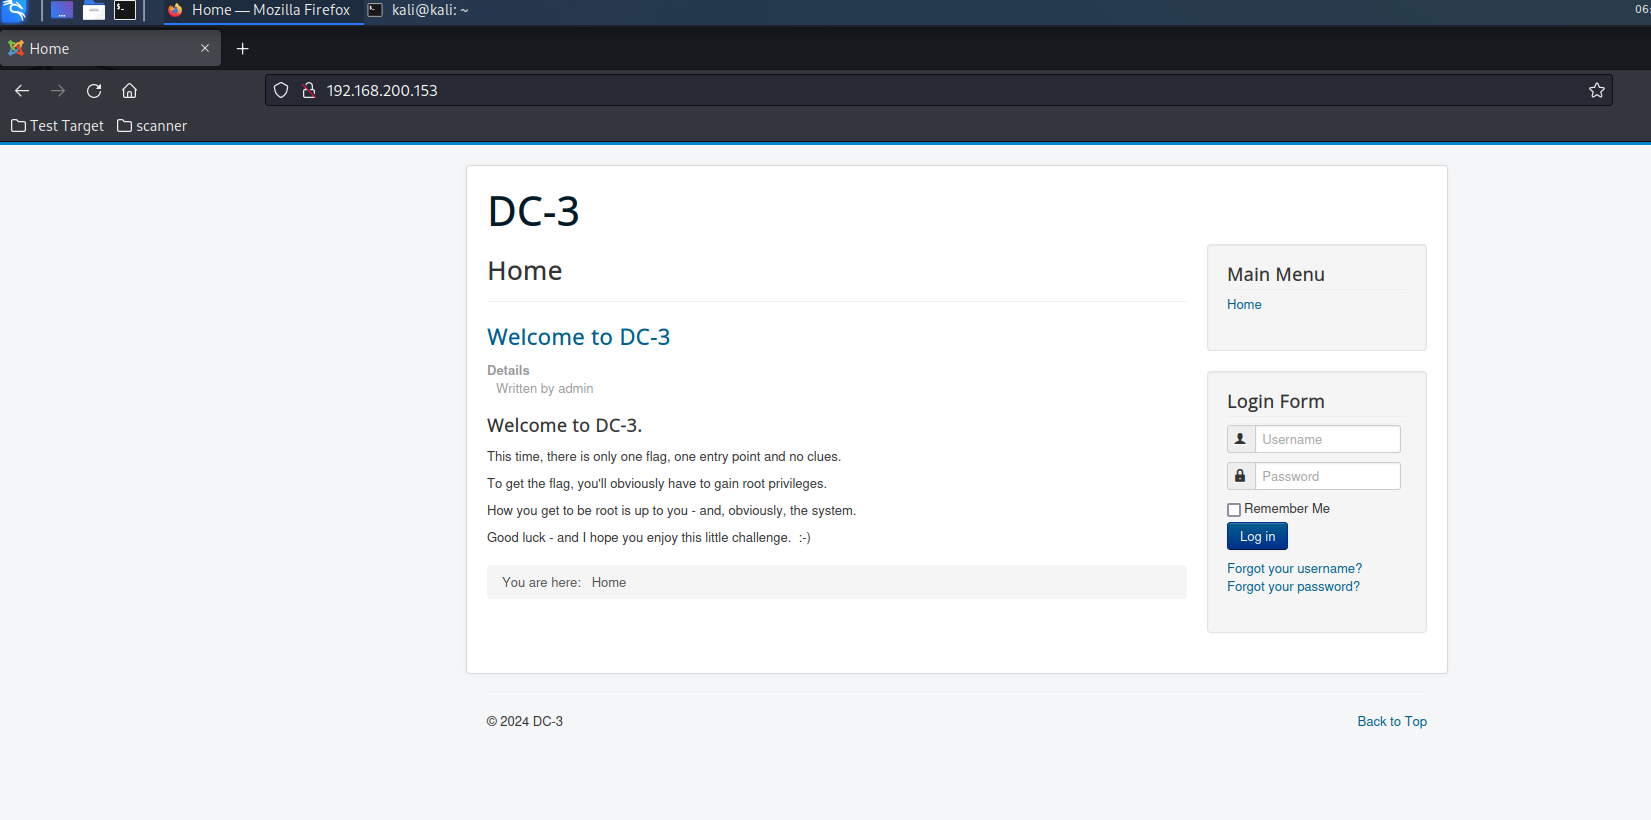 Home — Mozilla Firefox
kali@kali: ~
06:
Home
192.168.200.153
Test Target
scanner
DC-3
Home
Welcome to DC-3
Details
Written by admin
Welcome to DC-3.
This time, there is only one flag, one entry point and no clues.
To get the flag, you'll obviously have to gain root privileges.
How you get to be root is up to you - and, obviously, the system.
Good luck - and I hope you enjoy this little challenge.  :-)
You are here: Home
Main Menu
Home
Login Form
Username
Password
Remember Me
Log in
Forgot your username?
Forgot your password?
© 2024 DC-3
Back to Top